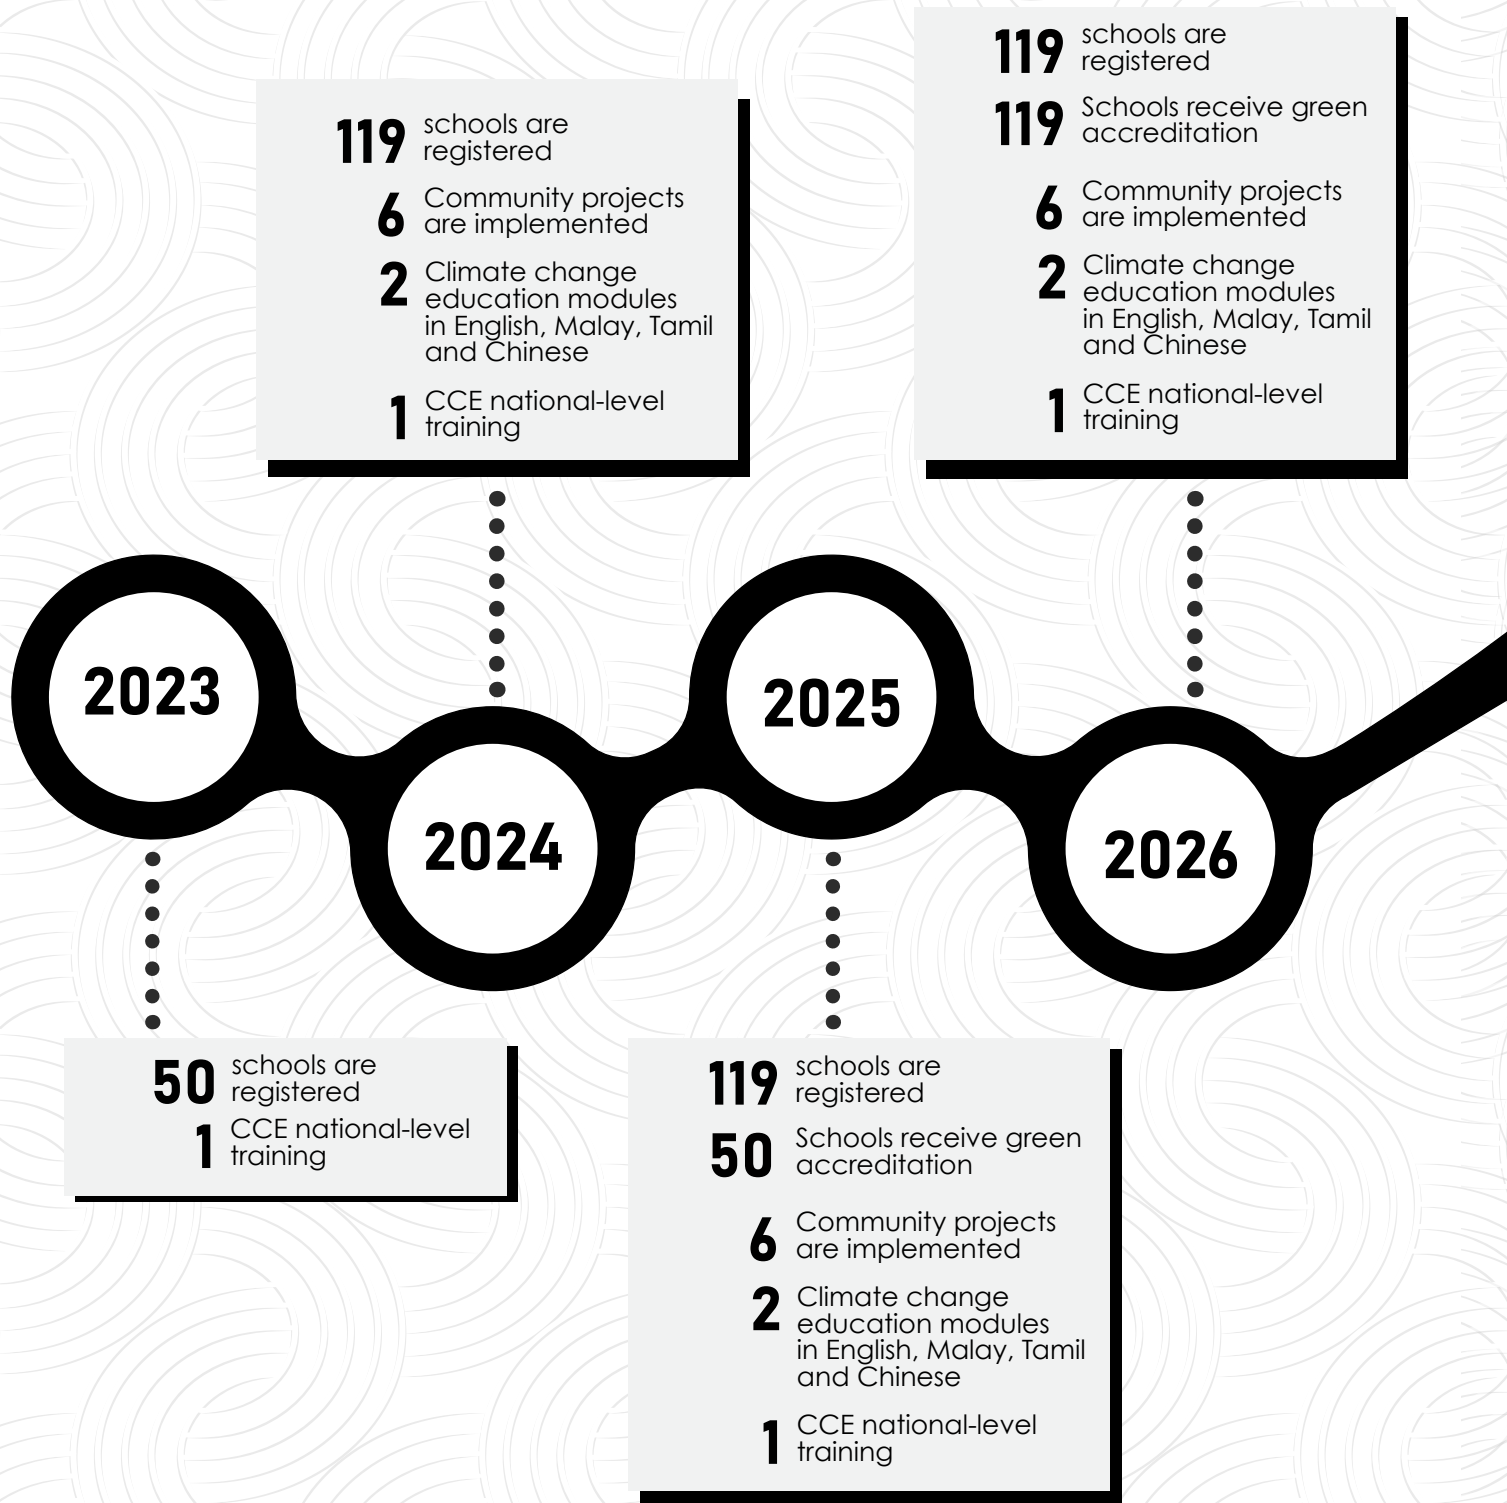 119 schools are
registered
6 Community projects
are implemented
2 Climate change
education modules
in English, Malay, Tamil
and Chinese
1 CCE national-level
training
119 schools are
registered
119 Schools receive green
accreditation
6 Community projects
are implemented
2 Climate change
education modules
in English, Malay, Tamil
and Chinese
1 CCE national-level
training
2023
2024
2025
2026
50 schools are
registered
1 CCE national-level
training
119 schools are
registered
50 Schools receive green
accreditation
6 Community projects
are implemented
2 Climate change
education modules
in English, Malay, Tamil
and Chinese
1 CCE national-level
training